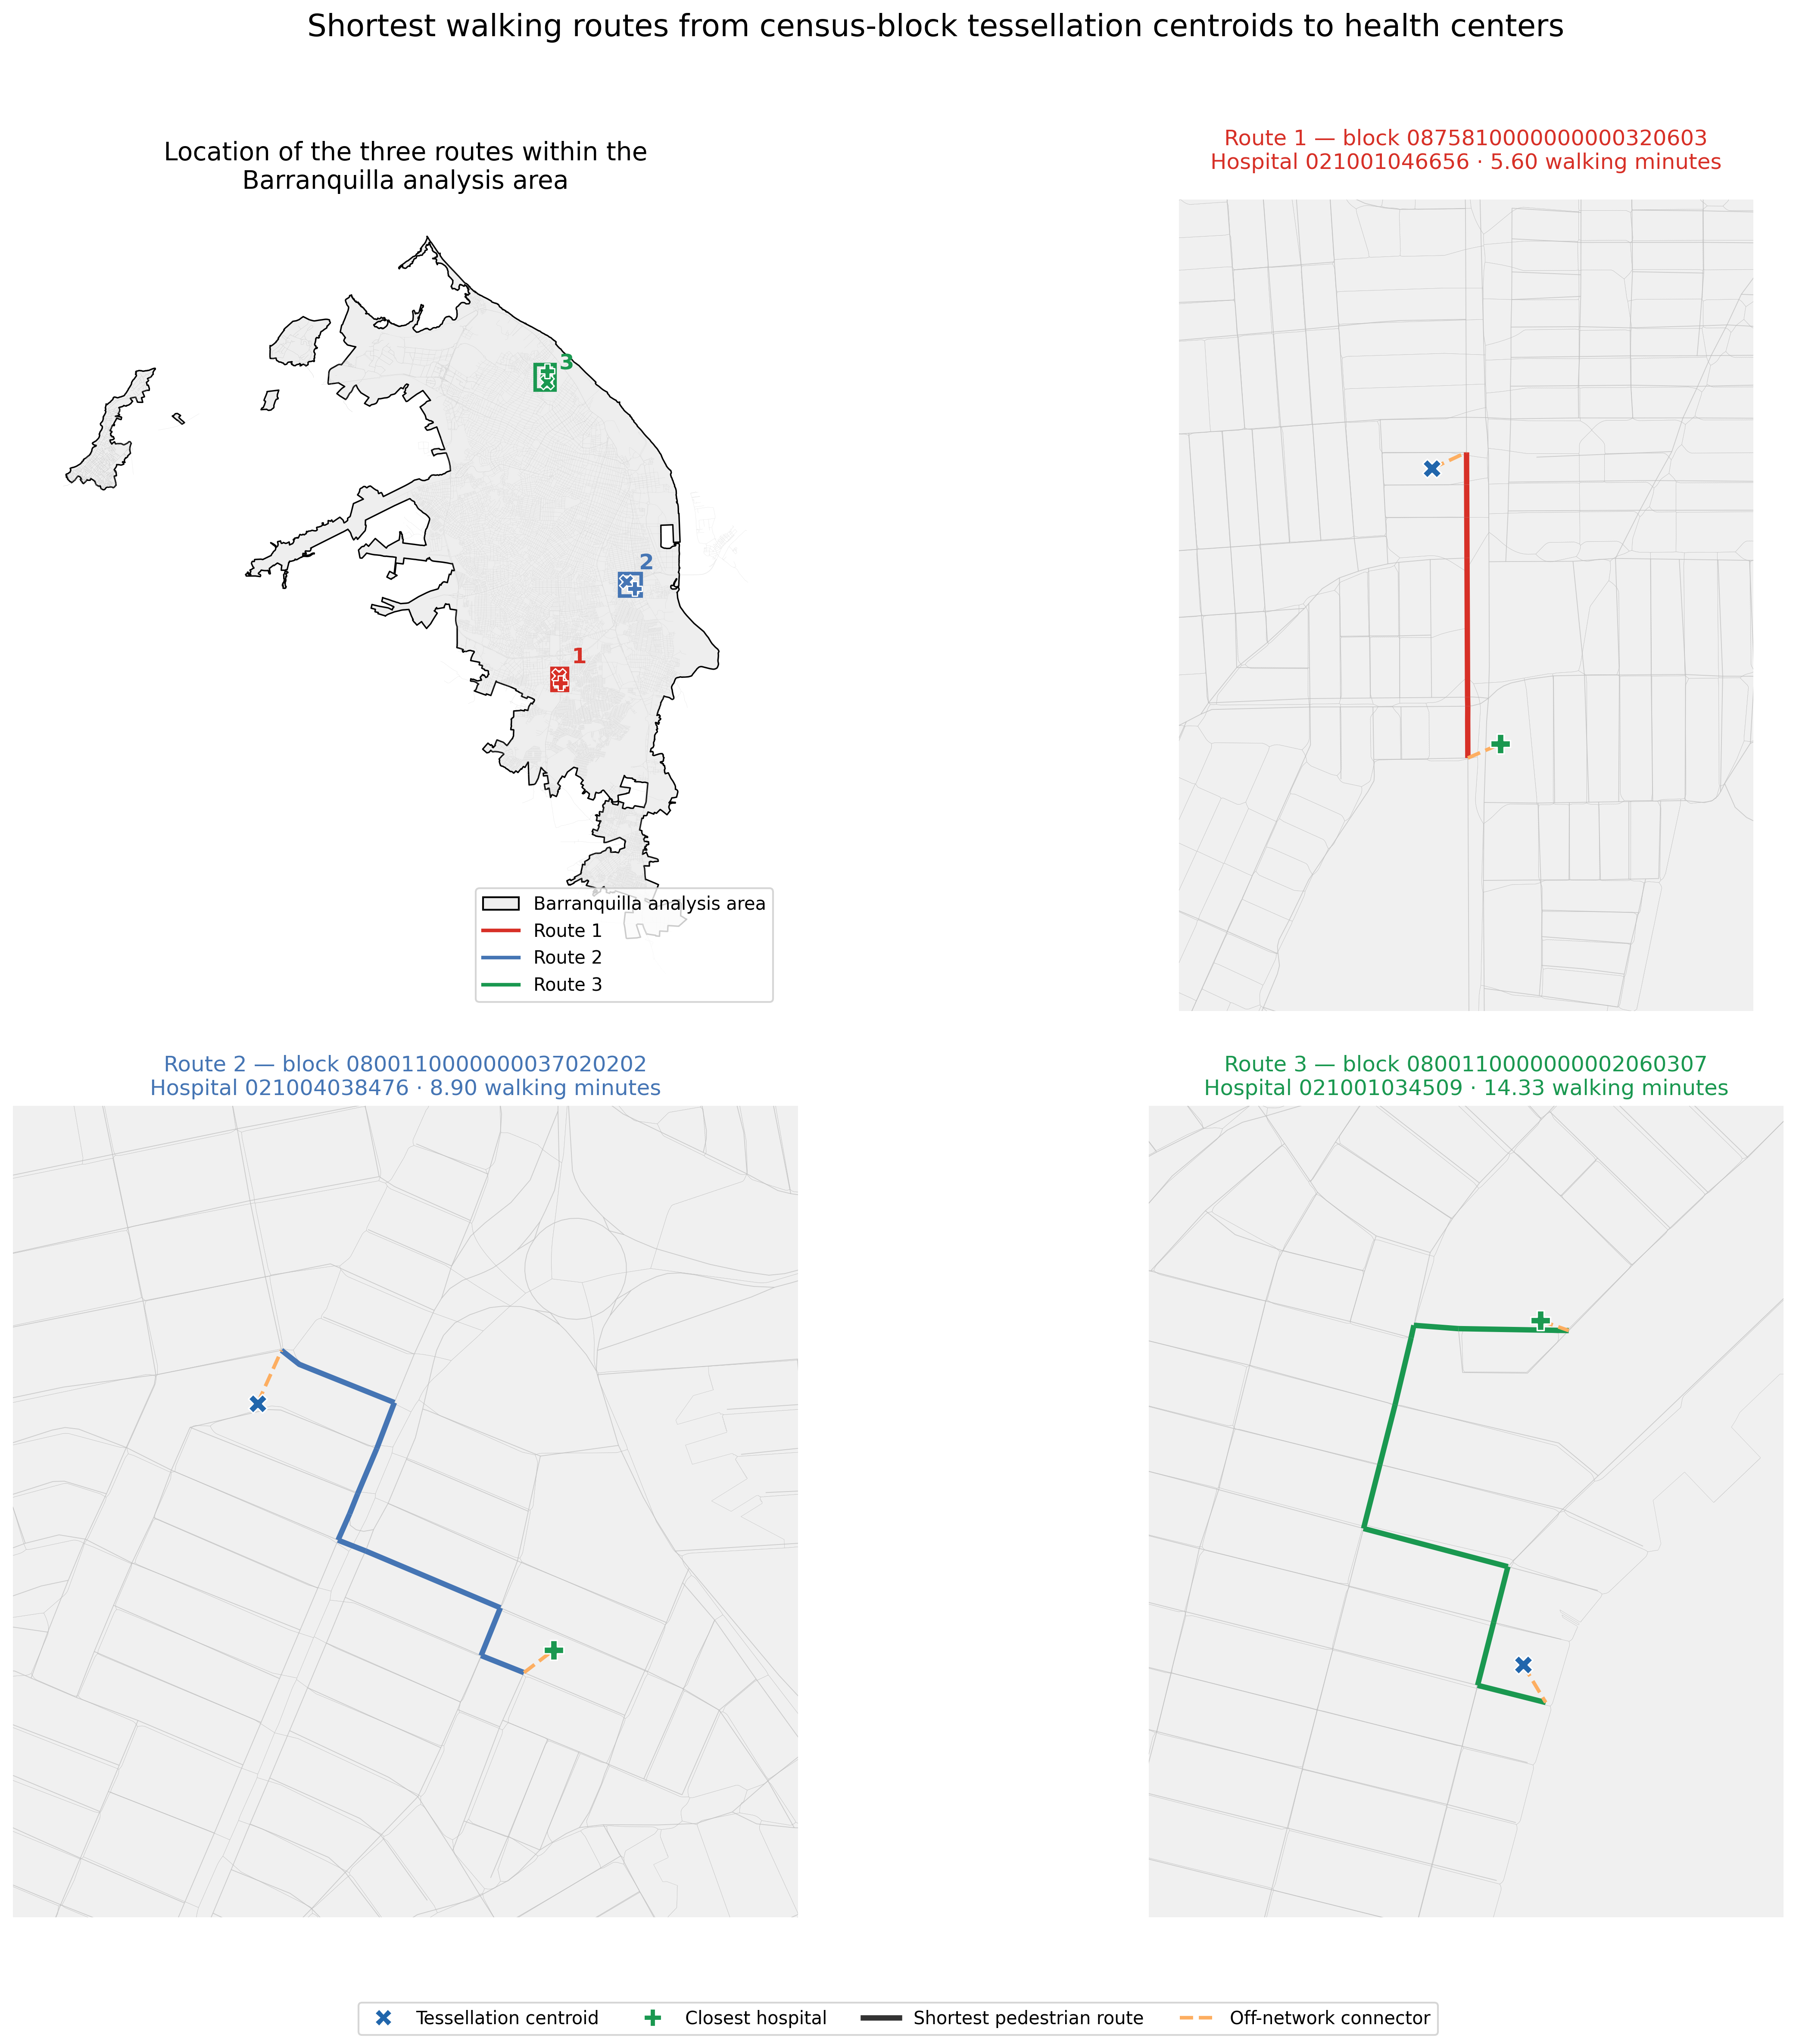 Shortest walking routes from census-block tessellation centroids to health centers
Location of the three routes within the
Barranquilla analysis area
3
2
1
Barranquilla analysis area
Route 1
Route 2
Route 3
Route 1 — block 0875810000000000320603
Hospital 021001046656 · 5.60 walking minutes
Route 2 — block 0800110000000037020202
Hospital 021004038476 · 8.90 walking minutes
Route 3 — block 0800110000000002060307
Hospital 021001034509 · 14.33 walking minutes
Tessellation centroid
Closest hospital
Shortest pedestrian route
Off-network connector